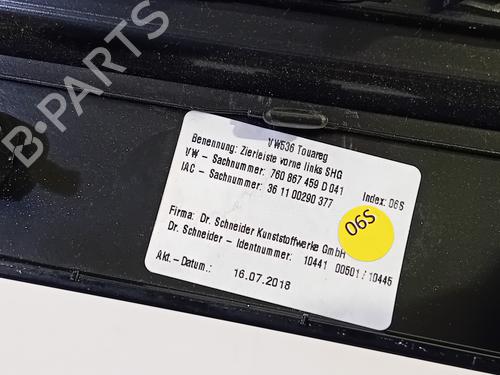 B-PARTS
VW536 Touareg
Benennung: Zierleiste vorne links SHG
VW - Sachnummer: 760 867 459 D 041 Index: 06S
IAC - Sachnummer: 36 11 00290 377
06S
Firma: Dr. Schneider Kunststoffwerke GmbH
Dr. Schneider - Identnummer: 10441 00501 / 10445
Akt.-Datum.: 16.07.2018